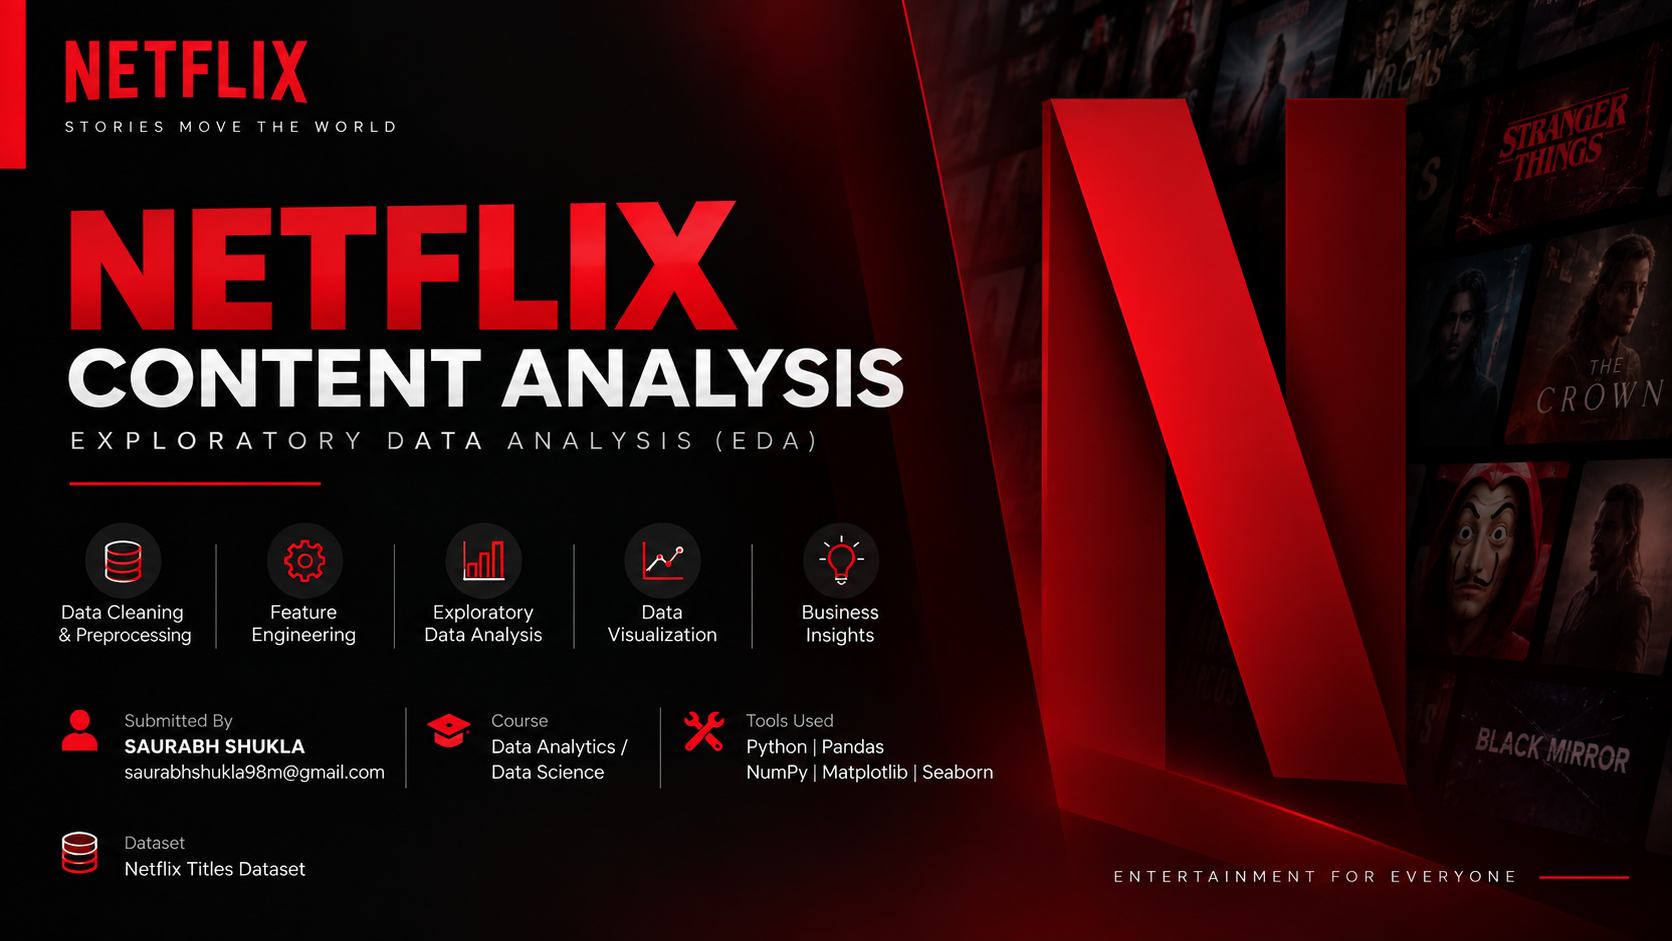 NETFLIX
STORIES MOVE THE WORLD
NETFLIX
CONTENT ANALYSIS
EXPLORATORY DATA ANALYSIS (EDA)
Data Cleaning
& Preprocessing
Feature
Engineering
Exploratory
Data Analysis
Data
Visualization
Business
Insights
Submitted By
SAURABH SHUKLA
saurabhshukla98m@gmail.com
Course
Data Analytics /
Data Science
Tools Used
Python | Pandas
NumPy | Matplotlib | Seaborn
Dataset
Netflix Titles Dataset
STRANGER
THINGS
THE
CROWN
BLACK MIRROR
ENTERTAINMENT FOR EVERYONE